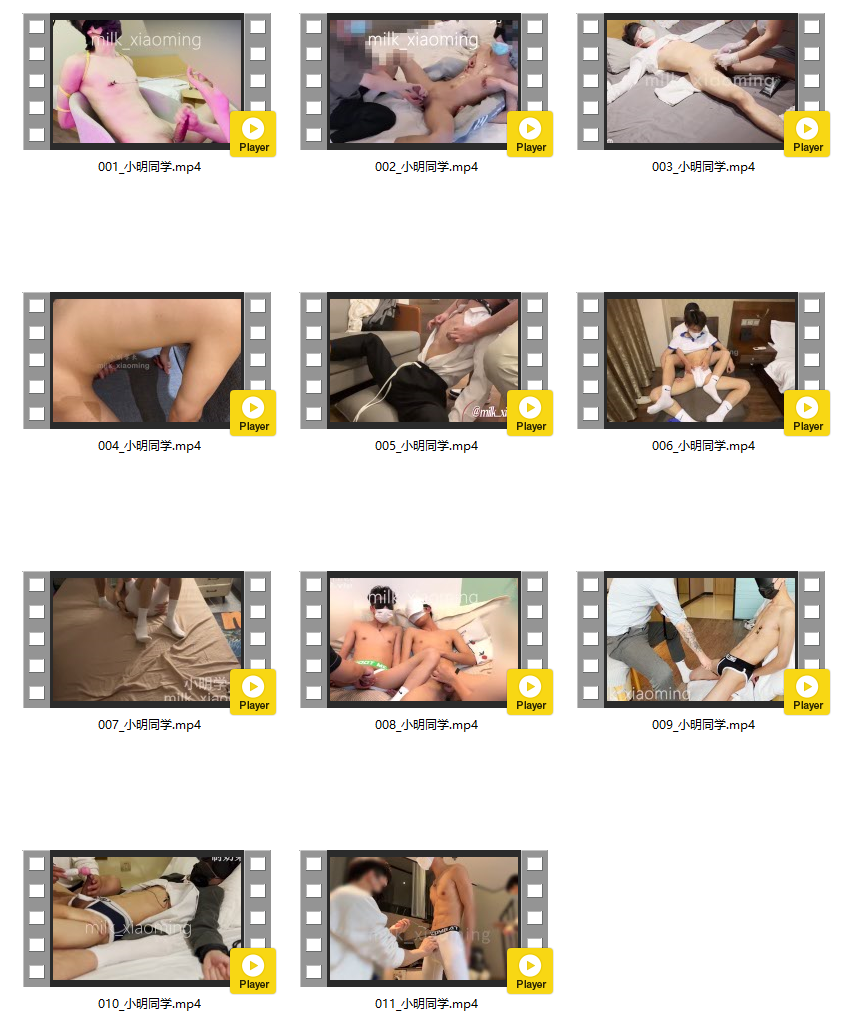 milk_xiaoming
Player
001_小明同学.mp4
milk_xiaoming
Player
002_小明同学.mp4
milk_xiaoming
Player
003_小明同学.mp4
milk_xiaoming
Player
004_小明同学.mp4
@milk_xi
Player
005_小明同学.mp4
Player
006_小明同学.mp4
小明学
milk_xiao
Player
007_小明同学.mp4
milk_xiaoming
Player
008_小明同学.mp4
xiaoming
Player
009_小明同学.mp4
milk_xiaoming
Player
010_小明同学.mp4
milk_xiaoming
Player
011_小明同学.mp4